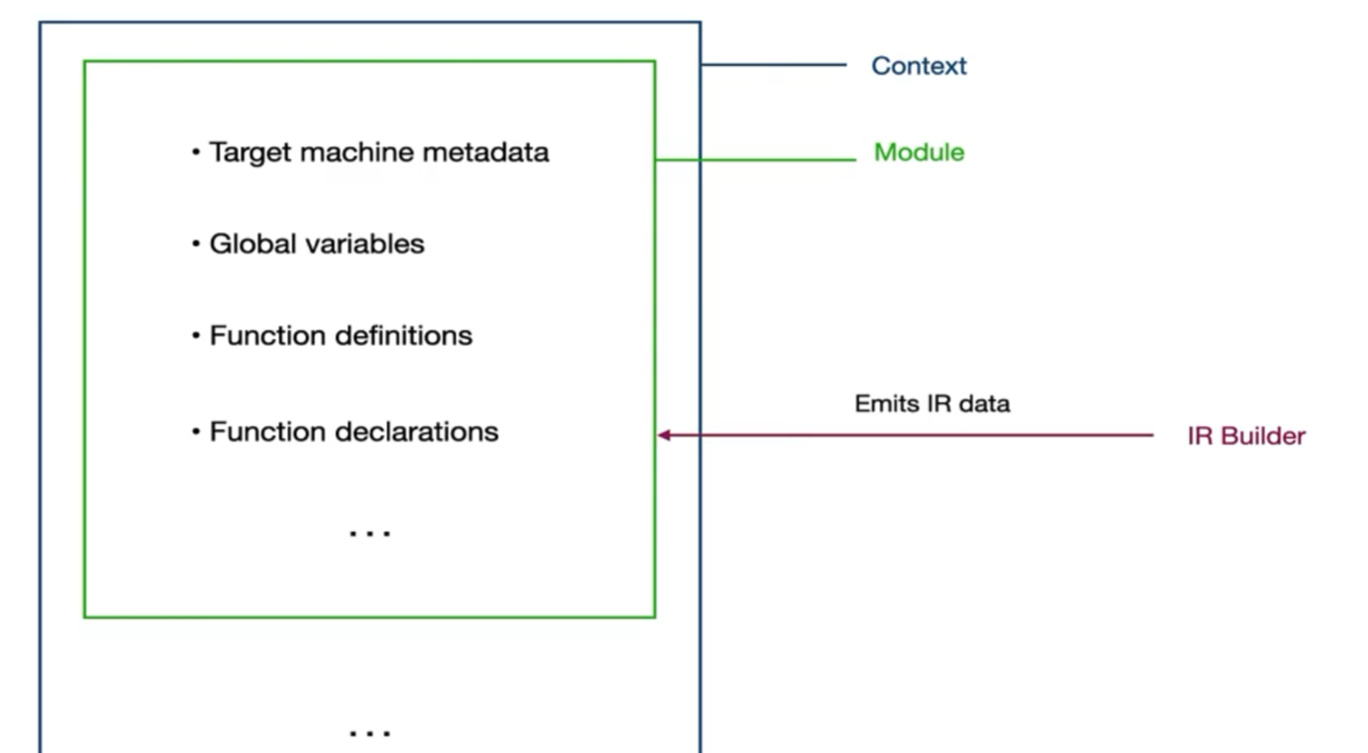 Context
• Target machine metadata
Module
• Global variables
• Function definitions
Emits IR data
• Function declarations
IR Builder
...
...